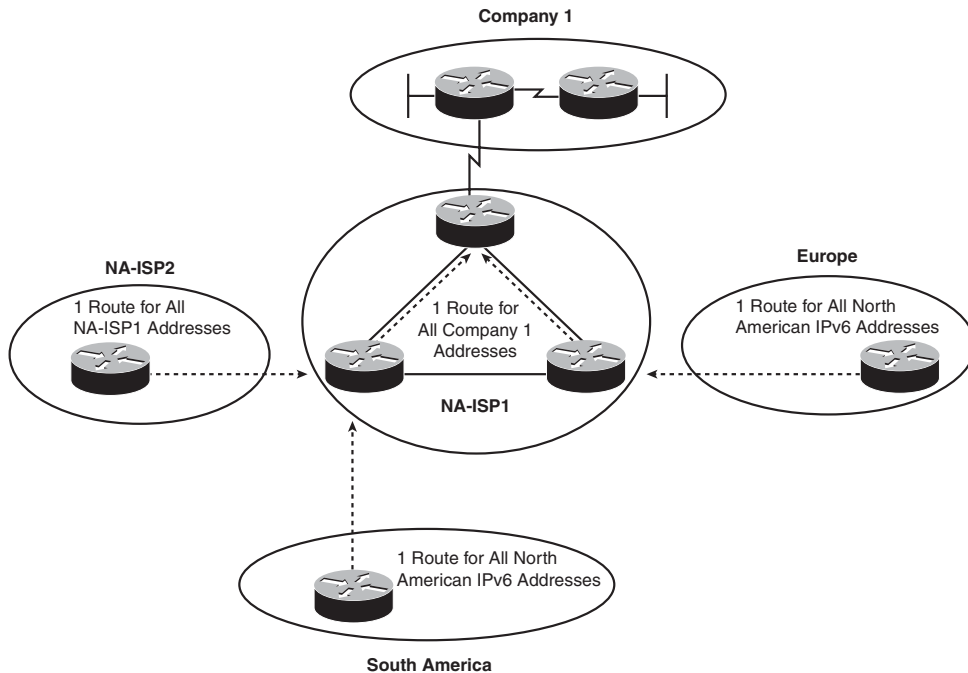 Company 1
NA-ISP2
1 Route for All
NA-ISP1 Addresses
1 Route for
All Company 1
Addresses
NA-ISP1
Europe
1 Route for All North
American IPv6 Addresses
1 Route for All North
American IPv6 Addresses
South America